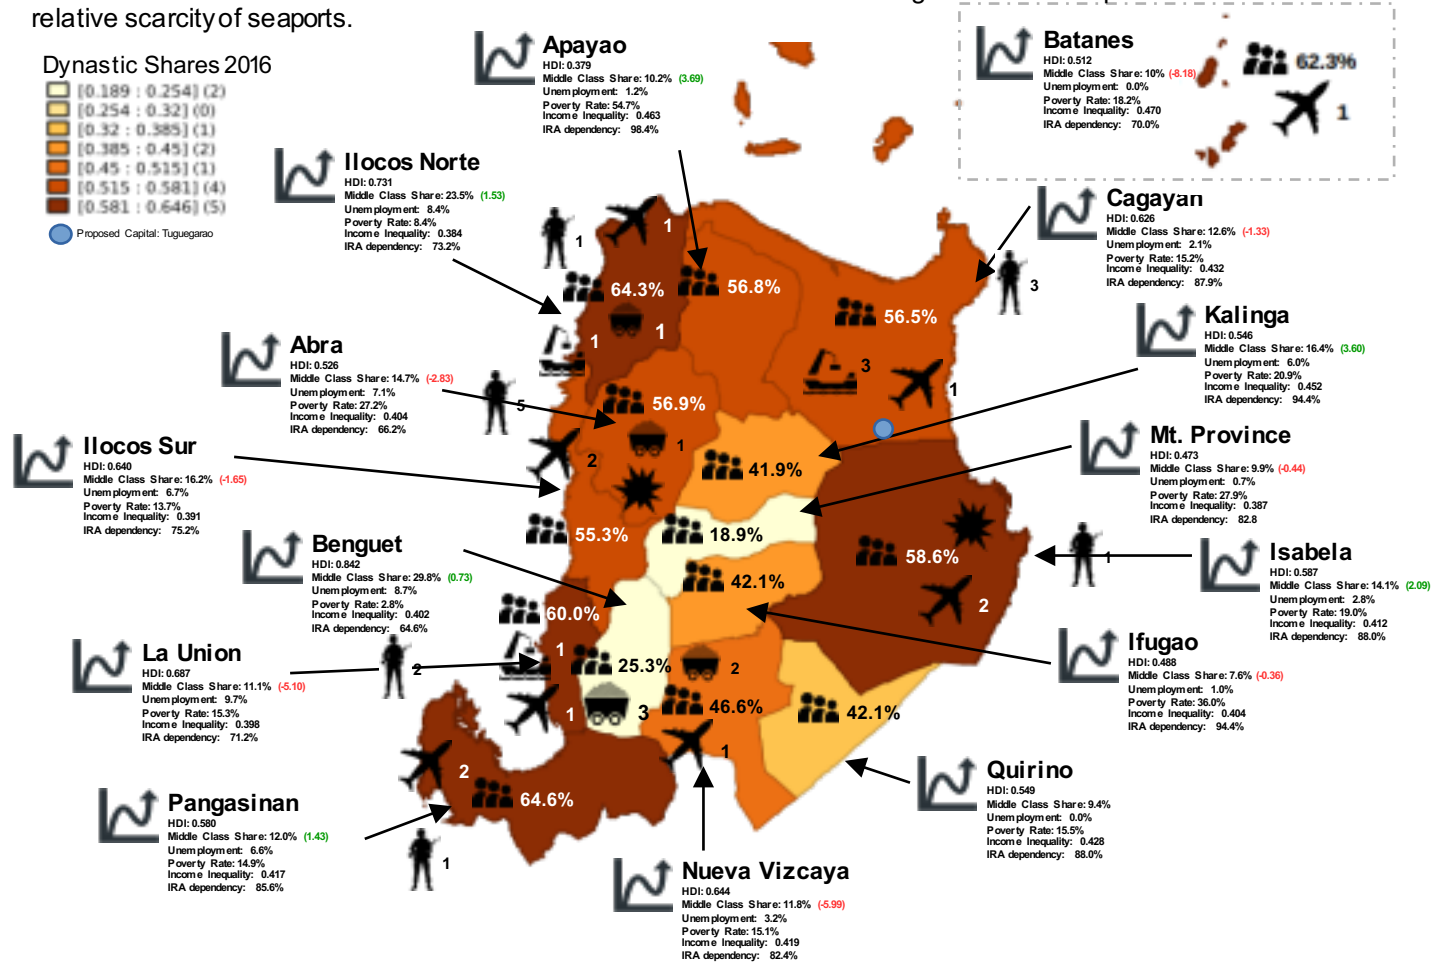 relative scarcity of seaports.
Dynastic Shares 2016
[0.189 : 0.254] (2)
[0.254 : 0.32] (0)
[0.32 : 0.385] (1)
[0.385 : 0.45] (2)
[0.45 : 0.515] (1)
[0.515 : 0.581] (4)
[0.581 : 0.646] (5)
Proposed Capital: Tuguegarao
Apayao
HDI: 0.379
Middle Class Share: 10.2% (3.69)
Unemployment: 1.2%
Poverty Rate: 54.7%
Income Inequality: 0.463
IRA dependency: 98.4%
Batanes
HDI: 0.512
Middle Class Share: 10% (-8.18)
Unemployment: 0.0%
Poverty Rate: 18.2%
Income Inequality: 0.470
IRA dependency: 70.0%
62.3%
1
Ilocos Norte
HDI: 0.731
Middle Class Share: 23.5% (1.53)
Unemployment: 8.4%
Poverty Rate: 8.4%
Income Inequality: 0.384
IRA dependency: 73.2%
1
1
64.3%
1
1
56.8%
Cagayan
HDI: 0.626
Middle Class Share: 12.6% (-1.33)
Unemployment: 2.1%
Poverty Rate: 15.2%
Income Inequality: 0.432
IRA dependency: 87.9%
3
56.5%
3
1
Kalinga
HDI: 0.546
Middle Class Share: 16.4% (3.60)
Unemployment: 6.0%
Poverty Rate: 20.9%
Income Inequality: 0.452
IRA dependency: 94.4%
41.9%
Abra
HDI: 0.526
Middle Class Share: 14.7% (-2.83)
Unemployment: 7.1%
Poverty Rate: 27.2%
Income Inequality: 0.404
IRA dependency: 66.2%
5
56.9%
1
Mt. Province
HDI: 0.473
Middle Class Share: 9.9% (-0.44)
Unemployment: 0.7%
Poverty Rate: 27.9%
Income Inequality: 0.387
IRA dependency: 82.8
18.9%
Ilocos Sur
HDI: 0.640
Middle Class Share: 16.2% (-1.65)
Unemployment: 6.7%
Poverty Rate: 13.7%
Income Inequality: 0.391
IRA dependency: 75.2%
2
55.3%
Benguet
HDI: 0.842
Middle Class Share: 29.8% (0.73)
Unemployment: 8.7%
Poverty Rate: 2.8%
Income Inequality: 0.402
IRA dependency: 64.6%
25.3%
3
Isabela
HDI: 0.587
Middle Class Share: 14.1% (2.09)
Unemployment: 2.8%
Poverty Rate: 19.0%
Income Inequality: 0.412
IRA dependency: 88.0%
1
58.6%
2
La Union
HDI: 0.687
Middle Class Share: 11.1% (-5.10)
Unemployment: 9.7%
Poverty Rate: 15.3%
Income Inequality: 0.398
IRA dependency: 71.2%
2
60.0%
1
1
Ifugao
HDI: 0.488
Middle Class Share: 7.6% (-0.36)
Unemployment: 1.0%
Poverty Rate: 36.0%
Income Inequality: 0.404
IRA dependency: 94.4%
42.1%
Pangasinan
HDI: 0.580
Middle Class Share: 12.0% (1.43)
Unemployment: 6.6%
Poverty Rate: 14.9%
Income Inequality: 0.417
IRA dependency: 85.6%
2
64.6%
1
Quirino
HDI: 0.549
Middle Class Share: 9.4%
Unemployment: 0.0%
Poverty Rate: 15.5%
Income Inequality: 0.428
IRA dependency: 88.0%
42.1%
Nueva Vizcaya
HDI: 0.644
Middle Class Share: 11.8% (-5.99)
Unemployment: 3.2%
Poverty Rate: 15.1%
Income Inequality: 0.419
IRA dependency: 82.4%
2
46.6%
1